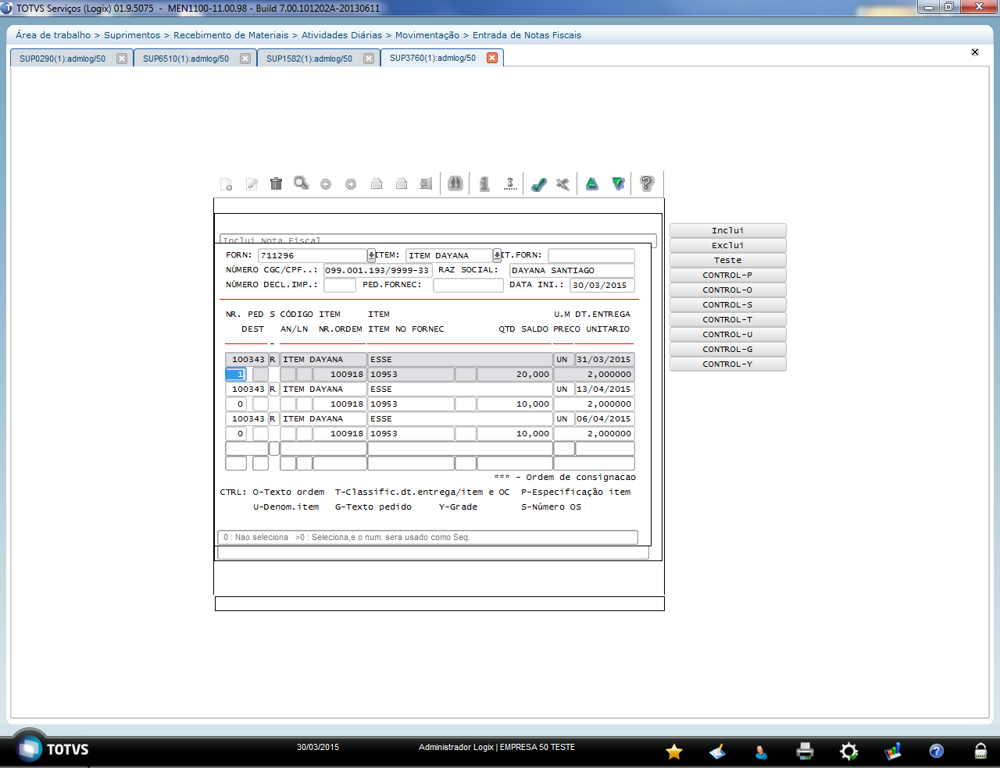 TOTVS Serviços (Logix) 01.9.5075 - MEN1100-11.00.98 - Build 7.00.101202A-20130611
Área de trabalho > Suprimentos > Recebimento de Materiais > Atividades Diárias > Movimentação > Entrada de Notas Fiscais
SUP0290(1):admlog/50 SUP6510(1):admlog/50 SUP1582(1):admlog/50 SUP3760(1):admlog/50
Inclui Nota Fiscal
FORN: 711296 ITEM: ITEM DAYANA IT.FORN:
NÚMERO CGC/CPF..: 099.001.193/9999-33 RAZ SOCIAL: DAYANA SANTIAGO
NÚMERO DECL.IMP.: PED.FORNEC: DATA INI.: 30/03/2015
NR. PED S CÓDIGO ITEM ITEM U.M DT.ENTREGA
DEST AN/LN NR.ORDEM ITEM NO FORNEC QTD SALDO PRECO UNITARIO
100343 R ITEM DAYANA ESSE UN 31/03/2015
1 100918 10953 20,000 2,000000
100343 R ITEM DAYANA ESSE UN 13/04/2015
0 100918 10953 10,000 2,000000
100343 R ITEM DAYANA ESSE UN 06/04/2015
0 100918 10953 10,000 2,000000
*** - Ordem de consignacao
CTRL: O-Texto ordem T-Classific.dt.entrega/item e OC P-Especificação item
U-Denom.item G-Texto pedido Y-Grade S-Número OS
0 : Nao seleciona >0 : Seleciona,e o num. sera usado como Seq.
Inclui
Exclui
Teste
CONTROL-P
CONTROL-O
CONTROL-S
CONTROL-T
CONTROL-U
CONTROL-G
CONTROL-Y
TOTVS 30/03/2015 Administrador Logix | EMPRESA 50 TESTE